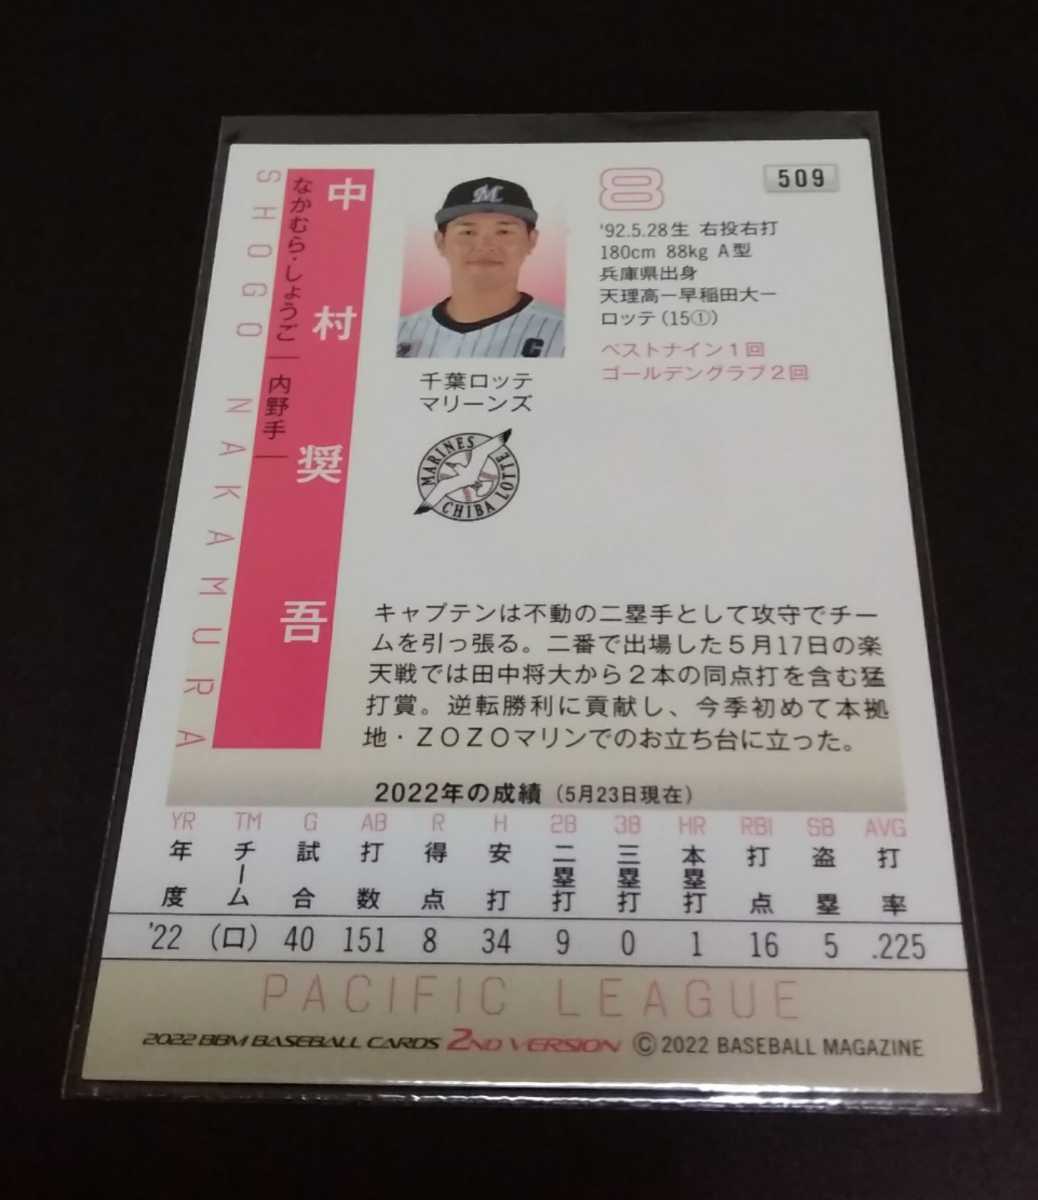 中村奨吾
なかむら・しょうご｜内野手｜
SHOGO NAKAMURA
M
C
8
509
'92.5.28生 右投右打
180cm 88kg A型
兵庫県出身
天理高ー早稲田大ー
ロッテ(15①)
ベストナイン1回
ゴールデングラブ2回
千葉ロッテ
マリーンズ
MARINES
CHIBA LOTTE
キャプテンは不動の二塁手として攻守でチー
ムを引っ張る。二番で出場した5月17日の楽
天戦では田中将大から2本の同点打を含む猛
打賞。逆転勝利に貢献し、今季初めて本拠
地・ZOZOマリンでのお立ち台に立った。
2022年の成績(5月23日現在)
YR TM G AB R H 2B 3B HR RBI SB AVG
年度 チーム 試合 打数 得点 安打 二塁打 三塁打 本塁打 打点 盗塁 打率
'22 (ロ) 40 151 8 34 9 0 1 16 5 .225
PACIFIC LEAGUE
2022 BBM BASEBALL CARDS 2ND VERSION © 2022 BASEBALL MAGAZINE